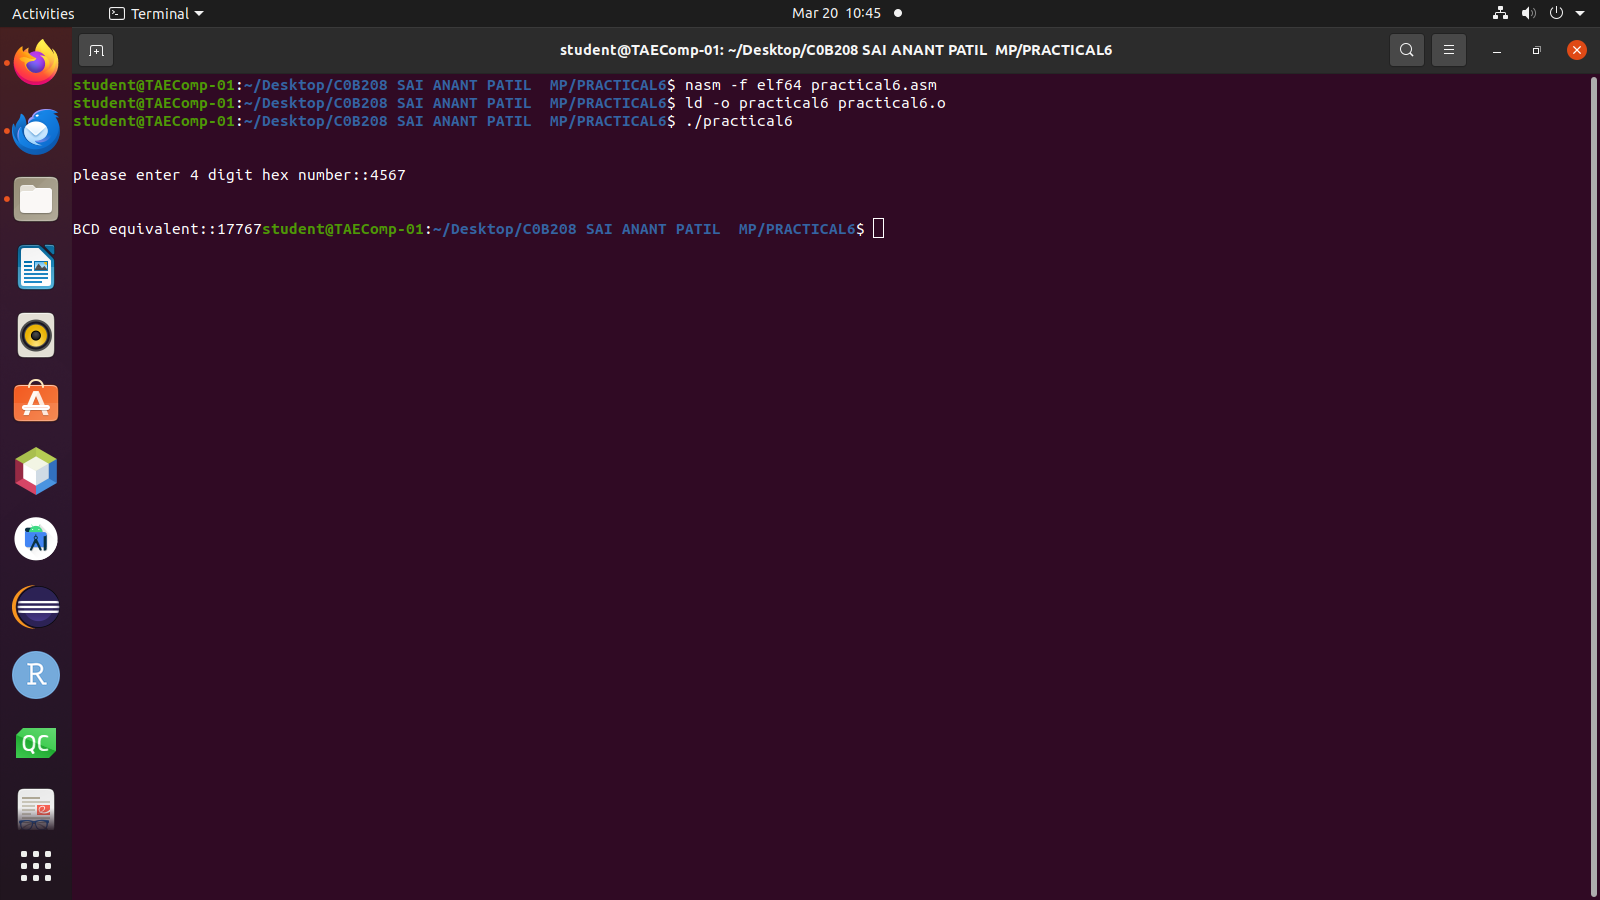 Activities Terminal Mar 20 10:45
student@TAEComp-01: ~/Desktop/C0B208 SAI ANANT PATIL  MP/PRACTICAL6
student@TAEComp-01:~/Desktop/C0B208 SAI ANANT PATIL  MP/PRACTICAL6$ nasm -f elf64 practical6.asm
student@TAEComp-01:~/Desktop/C0B208 SAI ANANT PATIL  MP/PRACTICAL6$ ld -o practical6 practical6.o
student@TAEComp-01:~/Desktop/C0B208 SAI ANANT PATIL  MP/PRACTICAL6$ ./practical6
please enter 4 digit hex number::4567
BCD equivalent::17767student@TAEComp-01:~/Desktop/C0B208 SAI ANANT PATIL  MP/PRACTICAL6$
A
AI
R
QC